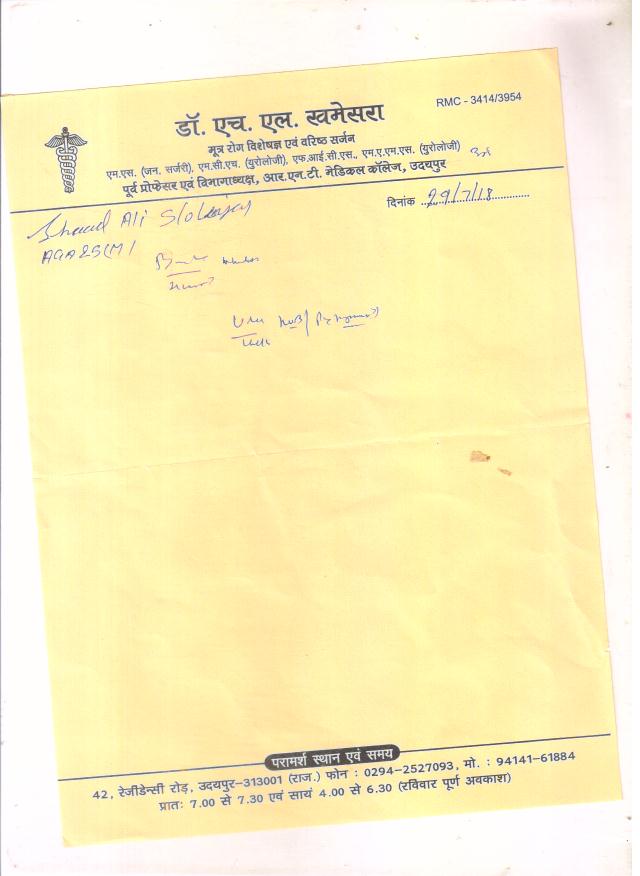 RMC - 3414/3954
डॉ. एच. एल. खमेसरा
मूत्र रोग विशेषज्ञ एवं वरिष्ठ सर्जन
एम.एस. (जन. सर्जरी), एम.सी.एच. (युरोलोजी), एफ.आई.सी.एस., एम.ए.एम.एस. (युरोलोजी)
पूर्व प्रोफेसर एवं विभागाध्यक्ष, आर.एन.टी. मेडिकल कॉलेज, उदयपुर
दिनांक 29/7/18
Ali S/o
परामर्श स्थान एवं समय
42, रेजीडेन्सी रोड़, उदयपुर-313001 (राज.) फोन : 0294-2527093, मो. : 94141-61884
प्रातः 7.00 से 7.30 एवं सायं 4.00 से 6.30 (रविवार पूर्ण अवकाश)